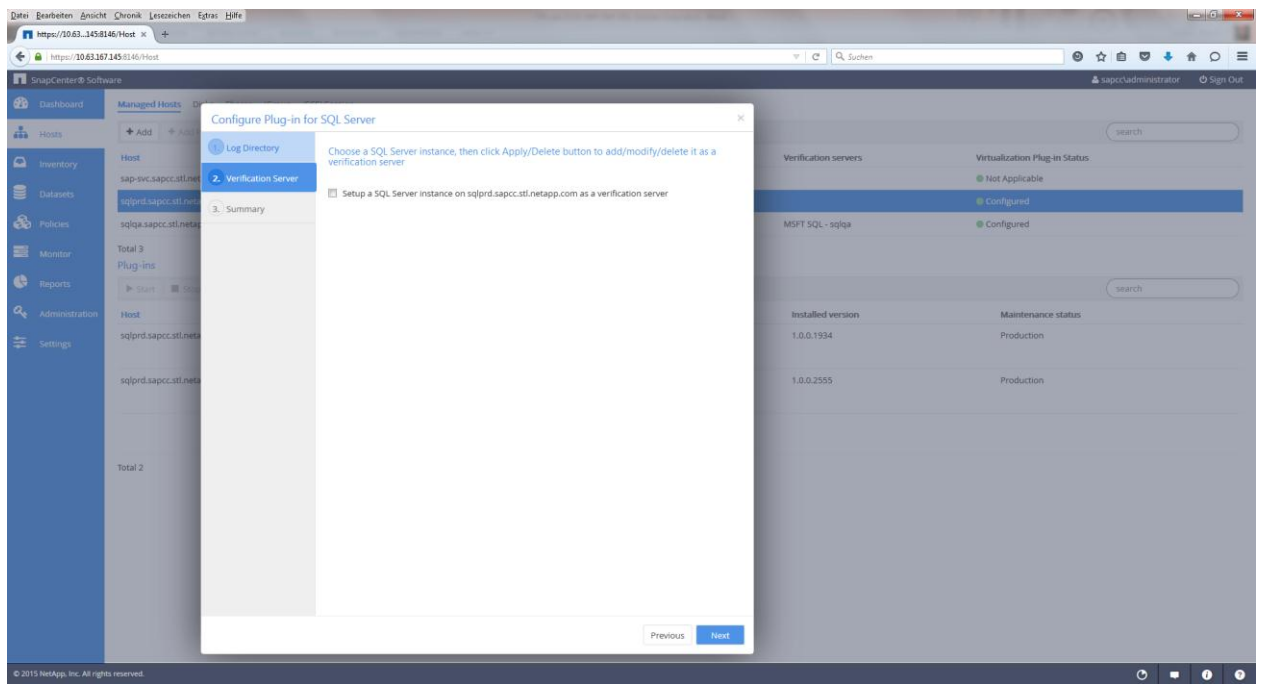 Datei Bearbeiten Ansicht Chronik Lesezeichen Extras Hilfe
https://10.63...145:8146/Host × +
https://10.63.167.145:8146/Host
Suchen
SnapCenter® Software
sapcc\administrator Sign Out
Dashboard
Hosts
Inventory
Datasets
Policies
Monitor
Reports
Administration
Settings
Managed Hosts
+ Add
search
Host
Verification servers
Virtualization Plug-in Status
sap-svc.sapcc.stl.net
Not Applicable
sqlprd.sapcc.stl.neta
Configured
sqlqa.sapcc.stl.netap
MSFT SQL - sqlqa
Configured
Total 3
Plug-ins
Start
Stop
search
Host
Installed version
Maintenance status
sqlprd.sapcc.stl.neta
1.0.0.1934
Production
sqlprd.sapcc.stl.neta
1.0.0.2555
Production
Total 2
Configure Plug-in for SQL Server
×
1. Log Directory
2. Verification Server
3. Summary
Choose a SQL Server instance, then click Apply/Delete button to add/modify/delete it as a
verification server
Setup a SQL Server instance on sqlprd.sapcc.stl.netapp.com as a verification server
Previous
Next
© 2015 NetApp, Inc. All rights reserved.